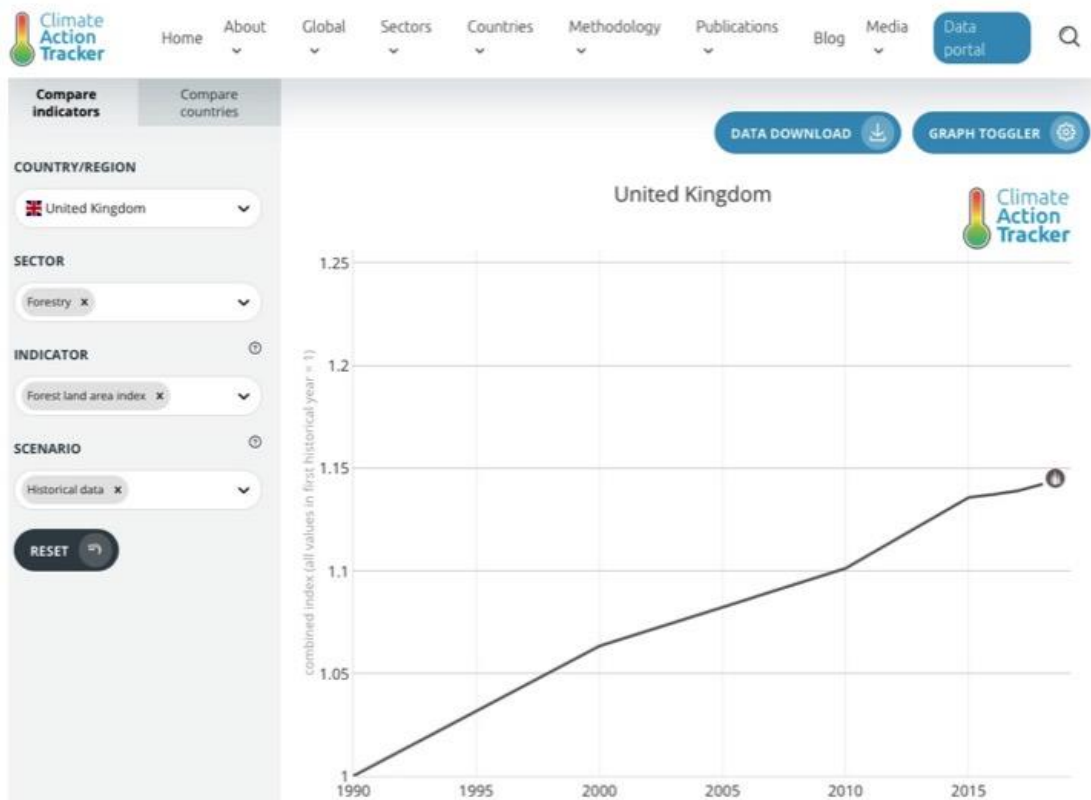 Climate
Action
Tracker
Home
About
Global
Sectors
Countries
Methodology
Publications
Blog
Media
Data
portal
Compare
indicators
Compare
countries
DATA DOWNLOAD
GRAPH TOGGLER
COUNTRY/REGION
United Kingdom
SECTOR
Forestry x
INDICATOR
?
Forest land area index x
SCENARIO
?
Historical data x
RESET
United Kingdom
Climate
Action
Tracker
combined index (all values in first historical year = 1)
1.25
1.2
1.15
1.1
1.05
1
1990 1995 2000 2005 2010 2015